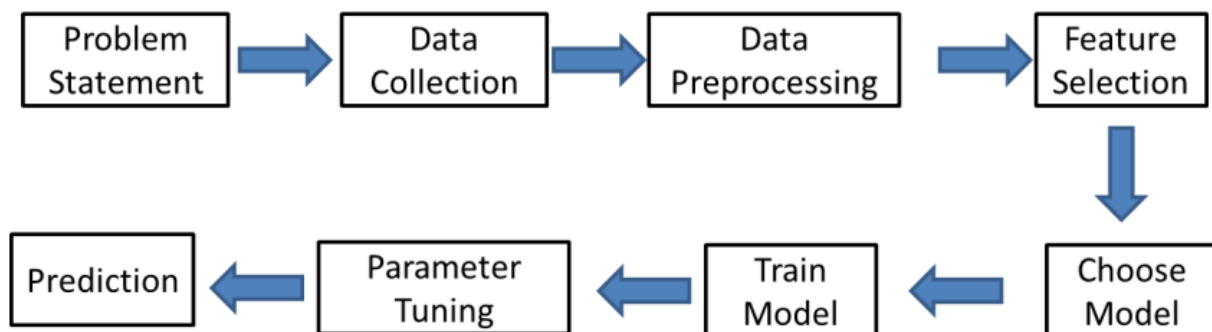 Problem
Statement
Data
Collection
Data
Preprocessing
Feature
Selection
Prediction
Parameter
Tuning
Train
Model
Choose
Model